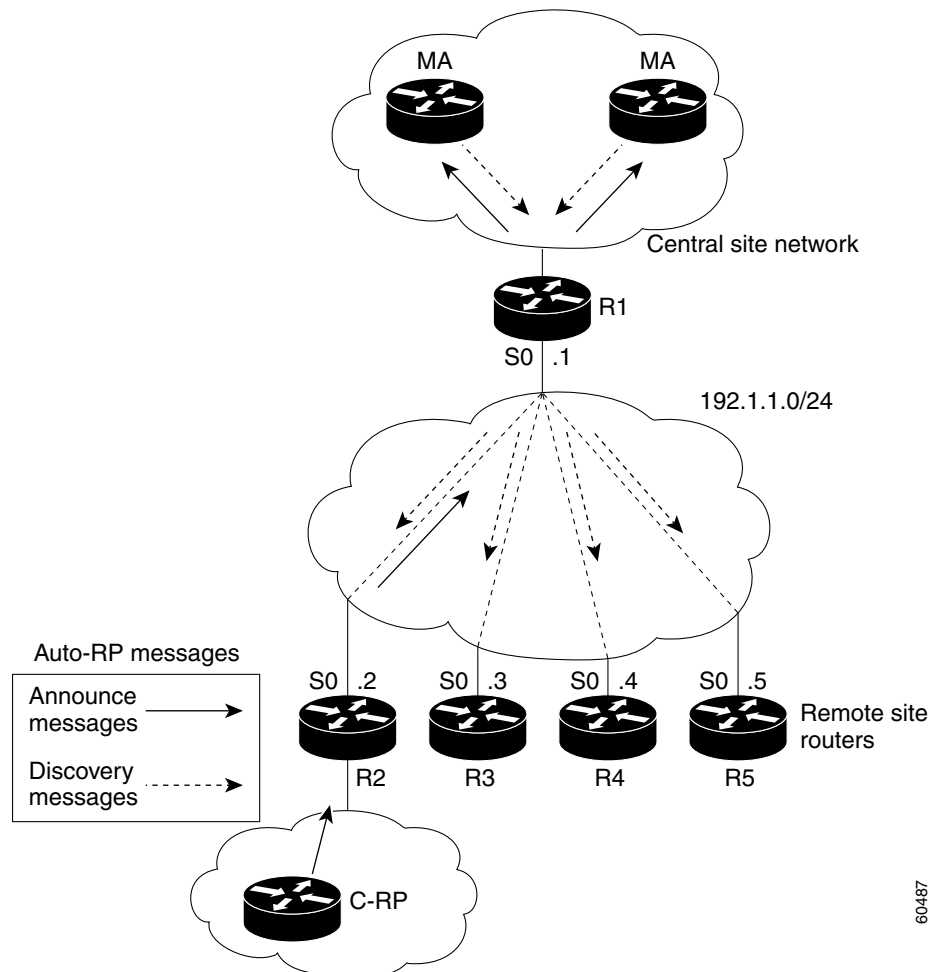 MA
MA
Central site network
R1
S0 .1
192.1.1.0/24
Auto-RP messages
Announce
messages
Discovery
messages
S0 .2
S0 .3
S0 .4
S0 .5
Remote site
routers
R2
R3
R4
R5
C-RP
60487